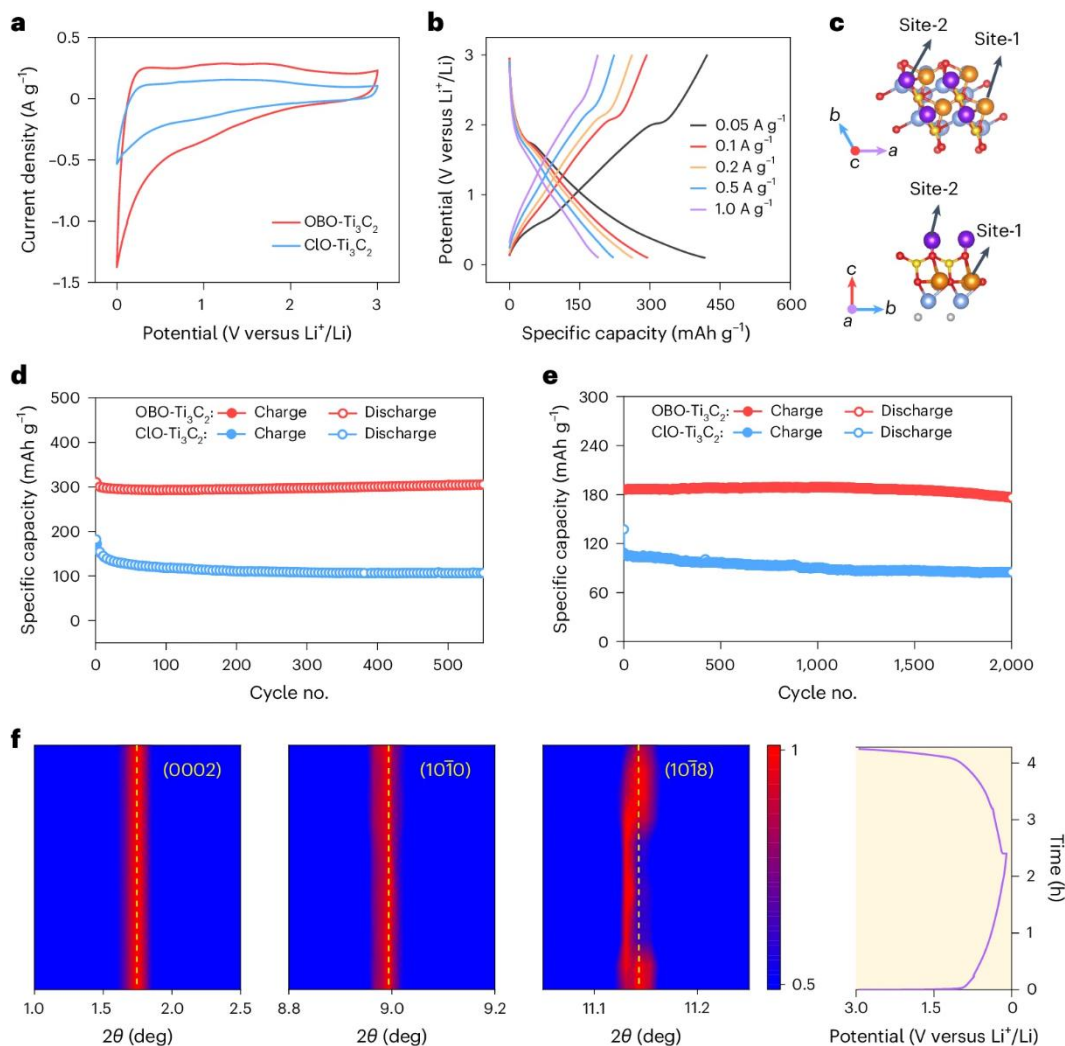 a
0.5
0
−0.5
−1.0
−1.5
Current density (A g⁻¹)
OBO-Ti₃C₂
ClO-Ti₃C₂
0
1
2
3
Potential (V versus Li⁺/Li)
b
3
2
1
0
Potential (V versus Li⁺/Li)
0.05 A g⁻¹
0.1 A g⁻¹
0.2 A g⁻¹
0.5 A g⁻¹
1.0 A g⁻¹
0
150
300
450
600
Specific capacity (mAh g⁻¹)
c
Site-2
Site-1
b
c
a
Site-2
Site-1
c
a
b
d
500
400
300
200
100
0
Specific capacity (mAh g⁻¹)
OBO-Ti₃C₂: Charge Discharge
ClO-Ti₃C₂: Charge Discharge
0
100
200
300
400
500
Cycle no.
e
300
240
180
120
60
0
Specific capacity (mAh g⁻¹)
OBO-Ti₃C₂: Charge Discharge
ClO-Ti₃C₂: Charge Discharge
0
500
1,000
1,500
2,000
Cycle no.
f
(0002)
1.0
1.5
2.0
2.5
2θ (deg)
(101̄0)
8.8
9.0
9.2
2θ (deg)
(101̄8)
11.1
11.2
2θ (deg)
1
0.5
4
3
2
1
0
Time (h)
3.0
1.5
0
Potential (V versus Li⁺/Li)